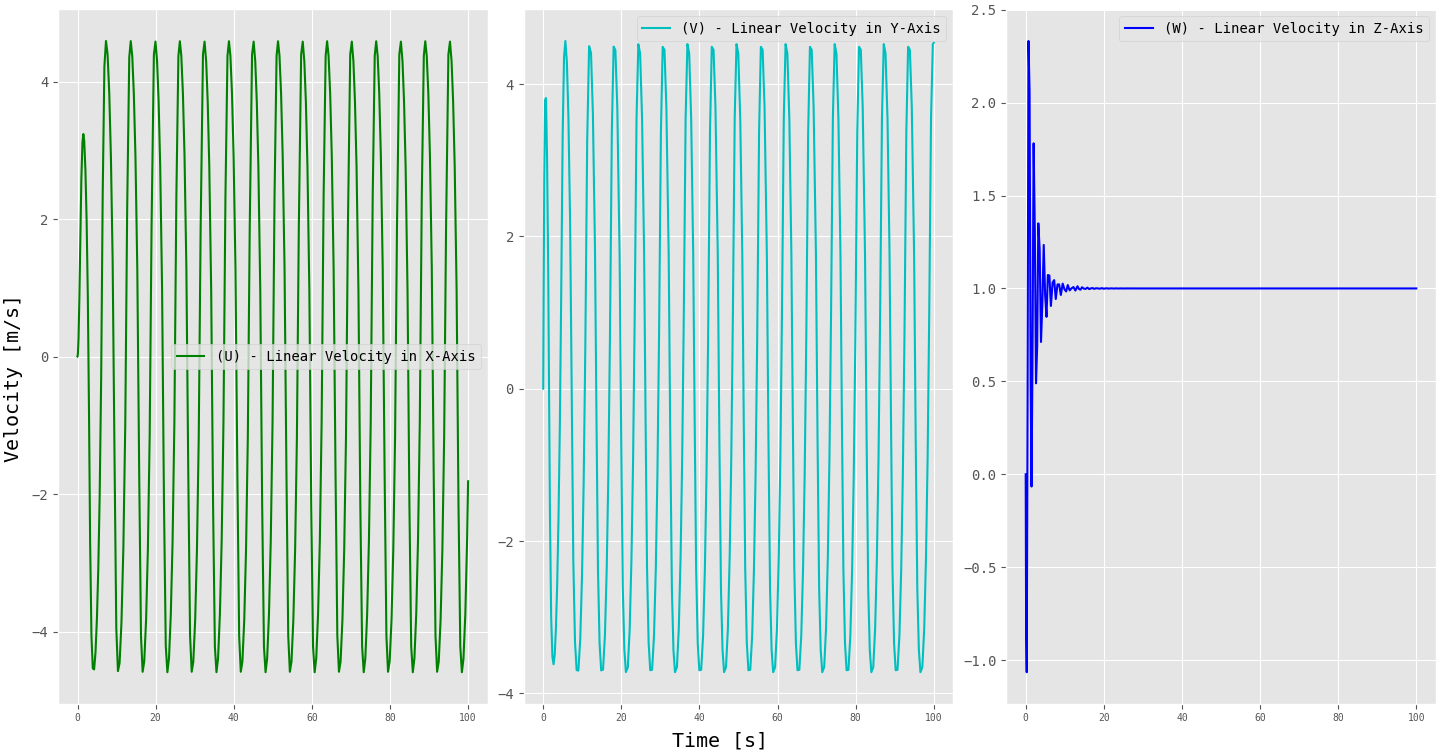 Velocity [m/s]
4
2
0
−2
−4
(U) - Linear Velocity in X-Axis
0 20 40 60 80 100
4
2
0
−2
−4
(V) - Linear Velocity in Y-Axis
0 20 40 60 80 100
2.5
2.0
1.5
1.0
0.5
0.0
−0.5
−1.0
(W) - Linear Velocity in Z-Axis
0 20 40 60 80 100
Time [s]